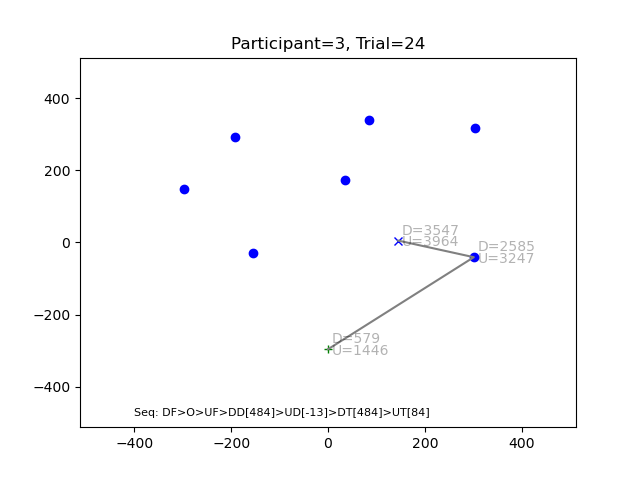 Participant=3, Trial=24
400
200
0
−200
−400
D=3547
U=3964
D=2585
U=3247
D=579
U=1446
Seq: DF>O>UF>DD[484]>UD[-13]>DT[484]>UT[84]
−400
−200
0
200
400